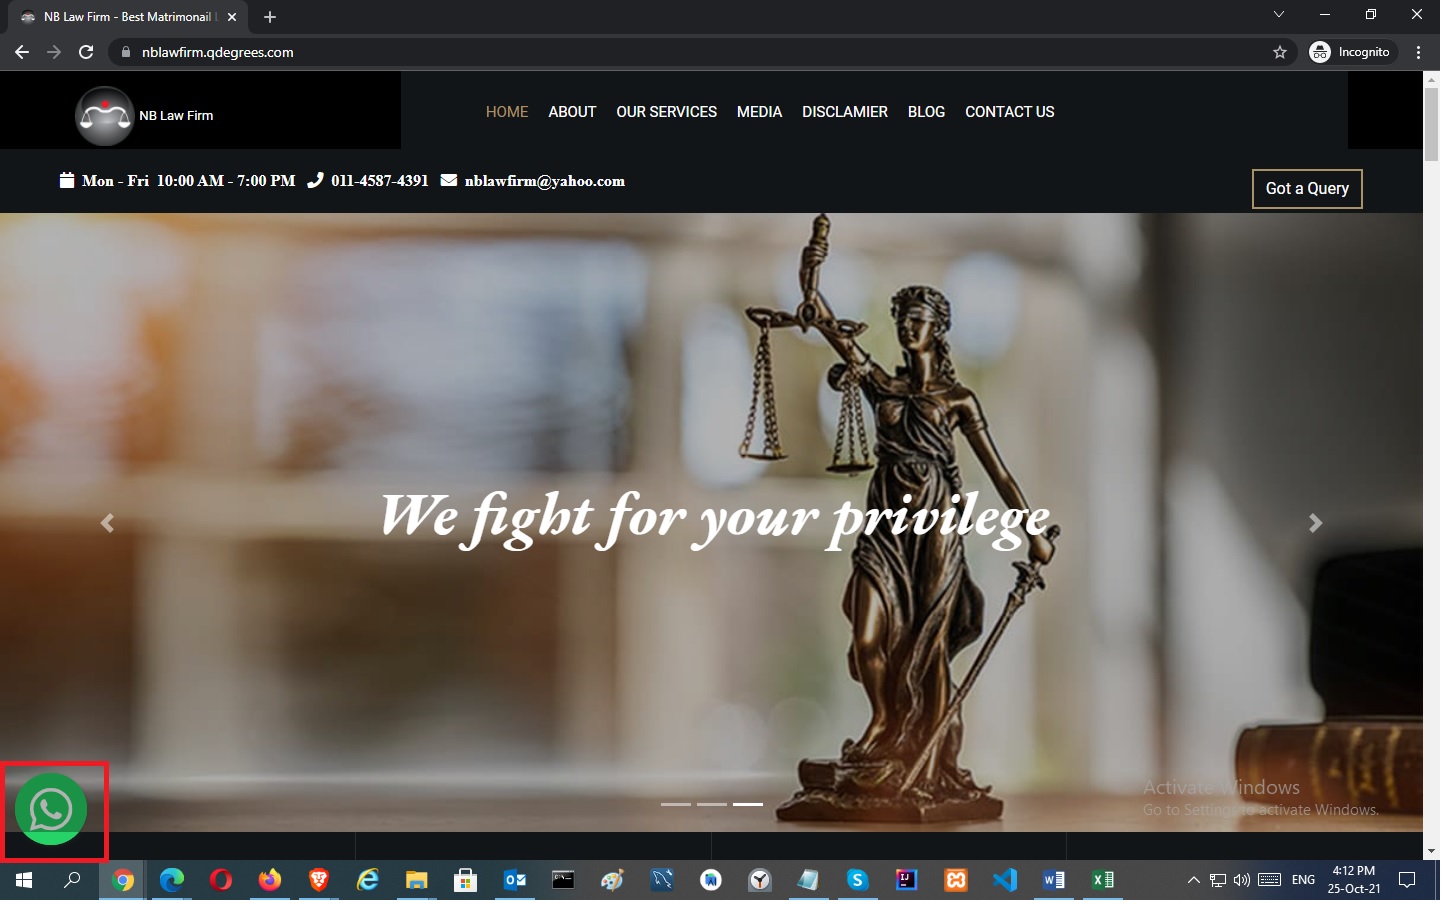 NB Law Firm - Best Matrimonail
nblawfirm.qdegrees.com
Incognito
NB Law Firm
HOME ABOUT OUR SERVICES MEDIA DISCLAMIER BLOG CONTACT US
Mon - Fri 10:00 AM - 7:00 PM 011-4587-4391 nblawfirm@yahoo.com
Got a Query
We fight for your privilege
Activate Windows
Go to Settings to activate Windows.
ENG
4:12 PM
25-Oct-21